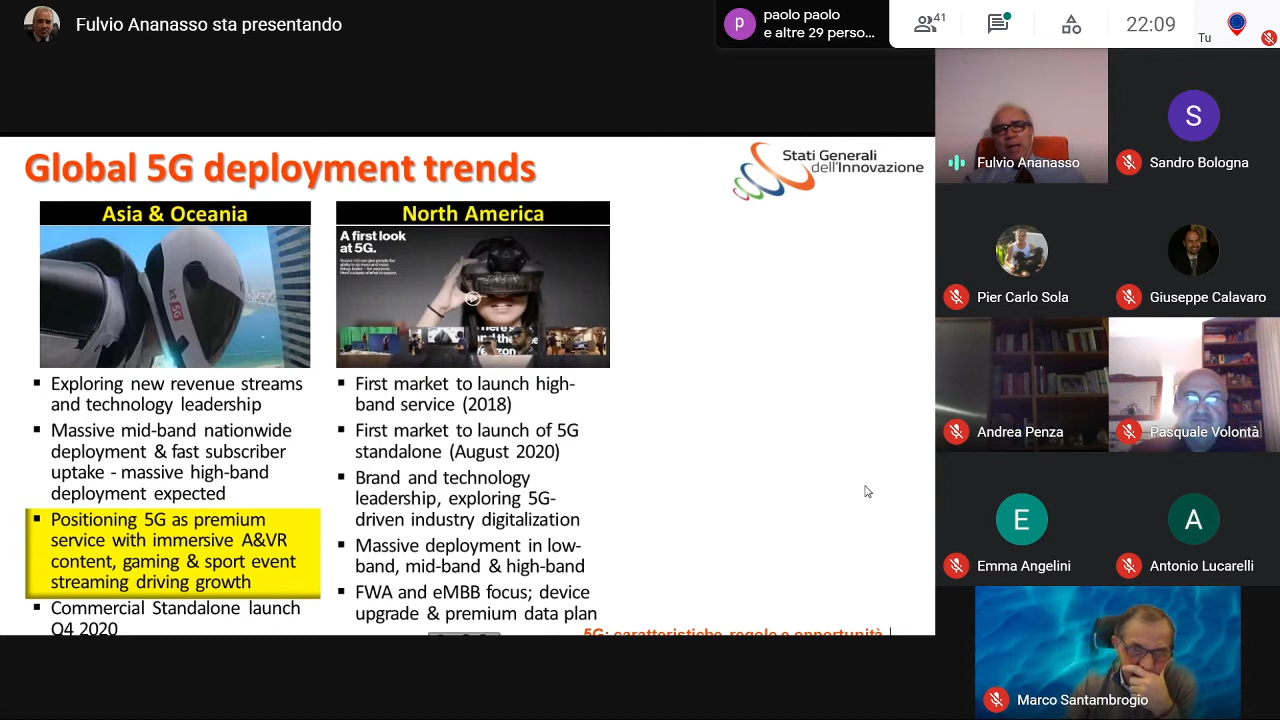 Fulvio Ananasso sta presentando
p
paolo paolo
e altre 29 perso...
41
22:09
Tu
Global 5G deployment trends
Stati Generali
dell'Innovazione
Asia & Oceania
kt 5G
▪ Exploring new revenue streams
and technology leadership
▪ Massive mid-band nationwide
deployment & fast subscriber
uptake - massive high-band
deployment expected
▪ Positioning 5G as premium
service with immersive A&VR
content, gaming & sport event
streaming driving growth
▪ Commercial Standalone launch
Q4 2020
North America
A first look
at 5G.
▪ First market to launch high-
band service (2018)
▪ First market to launch of 5G
standalone (August 2020)
▪ Brand and technology
leadership, exploring 5G-
driven industry digitalization
▪ Massive deployment in low-
band, mid-band & high-band
▪ FWA and eMBB focus; device
upgrade & premium data plan
5G: caratteristiche, regole e opportunità
Fulvio Ananasso
S
Sandro Bologna
Pier Carlo Sola
Giuseppe Calavaro
Andrea Penza
Pasquale Volontà
E
Emma Angelini
A
Antonio Lucarelli
Marco Santambrogio